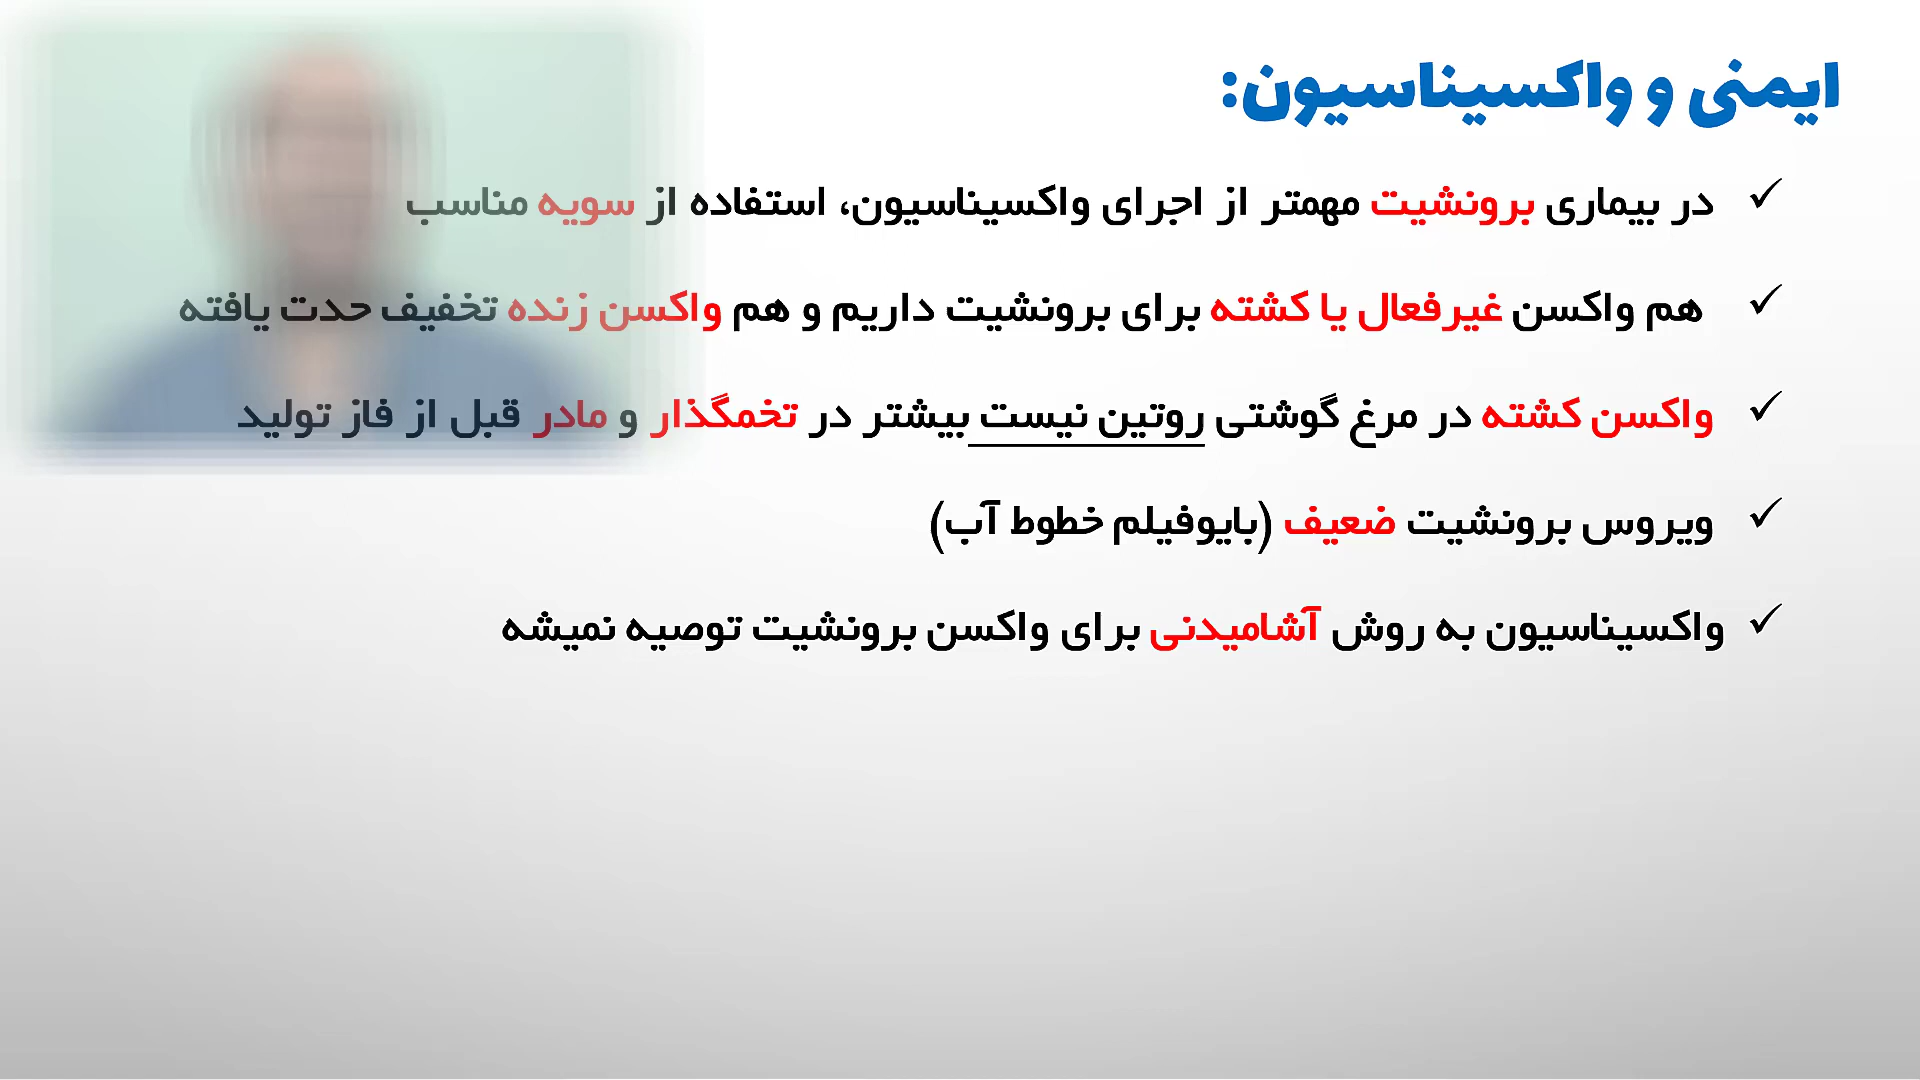 ایمنی و واکسیناسیون:
✓ در بیماری برونشیت مهمتر از اجرای واکسیناسیون، استفاده از سویه مناسب
✓ هم واکسن غیرفعال یا کشته برای برونشیت داریم و هم واکسن زنده تخفیف حدت یافته
✓ واکسن کشته در مرغ گوشتی روتین نیست بیشتر در تخمگذار و مادر قبل از فاز تولید
✓ ویروس برونشیت ضعیف (بایوفیلم خطوط آب)
✓ واکسیناسیون به روش آشامیدنی برای واکسن برونشیت توصیه نمیشه